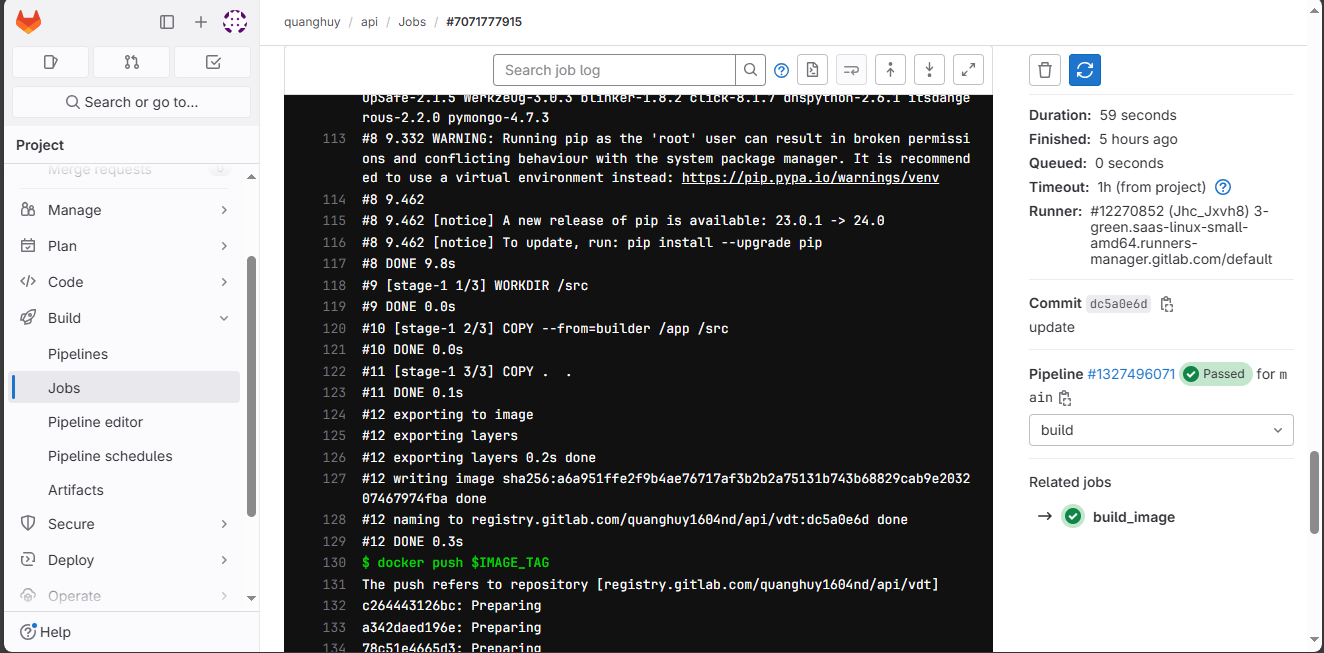 quanghuy / api / Jobs / #7071777915
Search or go to...
Project
Merge requests 0
Manage
Plan
Code
Build
Pipelines
Jobs
Pipeline editor
Pipeline schedules
Artifacts
Secure
Deploy
Operate
Help
Search job log
UpSafe-2.1.5 Werkzeug-3.0.3 blinker-1.8.2 click-8.1.7 dnspython-2.6.1 itsdange
rous-2.2.0 pymongo-4.7.3
113 #8 9.332 WARNING: Running pip as the 'root' user can result in broken permissi
ons and conflicting behaviour with the system package manager. It is recommend
ed to use a virtual environment instead: https://pip.pypa.io/warnings/venv
114 #8 9.462
115 #8 9.462 [notice] A new release of pip is available: 23.0.1 -> 24.0
116 #8 9.462 [notice] To update, run: pip install --upgrade pip
117 #8 DONE 9.8s
118 #9 [stage-1 1/3] WORKDIR /src
119 #9 DONE 0.0s
120 #10 [stage-1 2/3] COPY --from=builder /app /src
121 #10 DONE 0.0s
122 #11 [stage-1 3/3] COPY . .
123 #11 DONE 0.1s
124 #12 exporting to image
125 #12 exporting layers
126 #12 exporting layers 0.2s done
127 #12 writing image sha256:a6a951ffe2f9b4ae76717af3b2b2a75131b743b68829cab9e2032
07467974fba done
128 #12 naming to registry.gitlab.com/quanghuy1604nd/api/vdt:dc5a0e6d done
129 #12 DONE 0.3s
130 $ docker push $IMAGE_TAG
131 The push refers to repository [registry.gitlab.com/quanghuy1604nd/api/vdt]
132 c264443126bc: Preparing
133 a342daed196e: Preparing
134 78c51e4665d3: Preparing
Duration: 59 seconds
Finished: 5 hours ago
Queued: 0 seconds
Timeout: 1h (from project)
Runner: #12270852 (Jhc_Jxvh8) 3-
green.saas-linux-small-
amd64.runners-
manager.gitlab.com/default
Commit dc5a0e6d
update
Pipeline #1327496071 Passed for m
ain
build
Related jobs
→ build_image